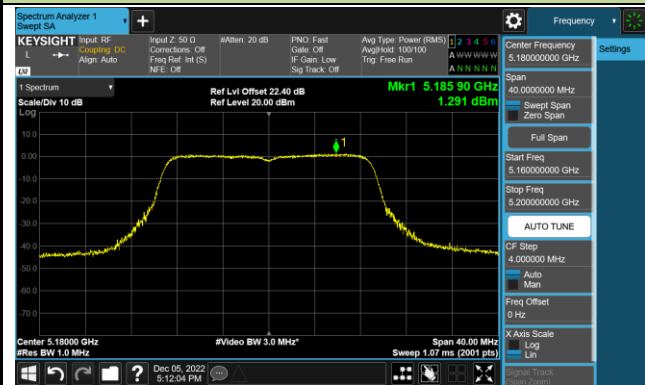 Spectrum Analyzer 1
Swept SA
Frequency
KEYSIGHT
Input: RF
Coupling: DC
Align: Auto
Input Z: 50 Ω
Corrections: Off
Freq Ref: Int (S)
NFE: Off
#Atten: 20 dB
PNO: Fast
Gate: Off
IF Gain: Low
Sig Track: Off
Avg Type: Power (RMS)
Avg|Hold: 100/100
Trig: Free Run
1 2 3 4 5 6
A W W W W W
A N N N N N
L
LXI
1 Spectrum
Scale/Div 10 dB
Ref Lvl Offset 22.40 dB
Ref Level 20.00 dBm
Mkr1 5.185 90 GHz
1.291 dBm
Log
10.0
0.00
-10.0
-20.0
-30.0
-40.0
-50.0
-60.0
-70.0
1
Center 5.18000 GHz
#Res BW 1.0 MHz
#Video BW 3.0 MHz*
Span 40.00 MHz
Sweep 1.07 ms (2001 pts)
Dec 05, 2022
5:12:04 PM
Center Frequency
5.180000000 GHz
Settings
Span
40.0000000 MHz
Swept Span
Zero Span
Full Span
Start Freq
5.160000000 GHz
Stop Freq
5.200000000 GHz
AUTO TUNE
CF Step
4.000000 MHz
Auto
Man
Freq Offset
0 Hz
X Axis Scale
Log
Lin
Signal Track
(Span Zoom)